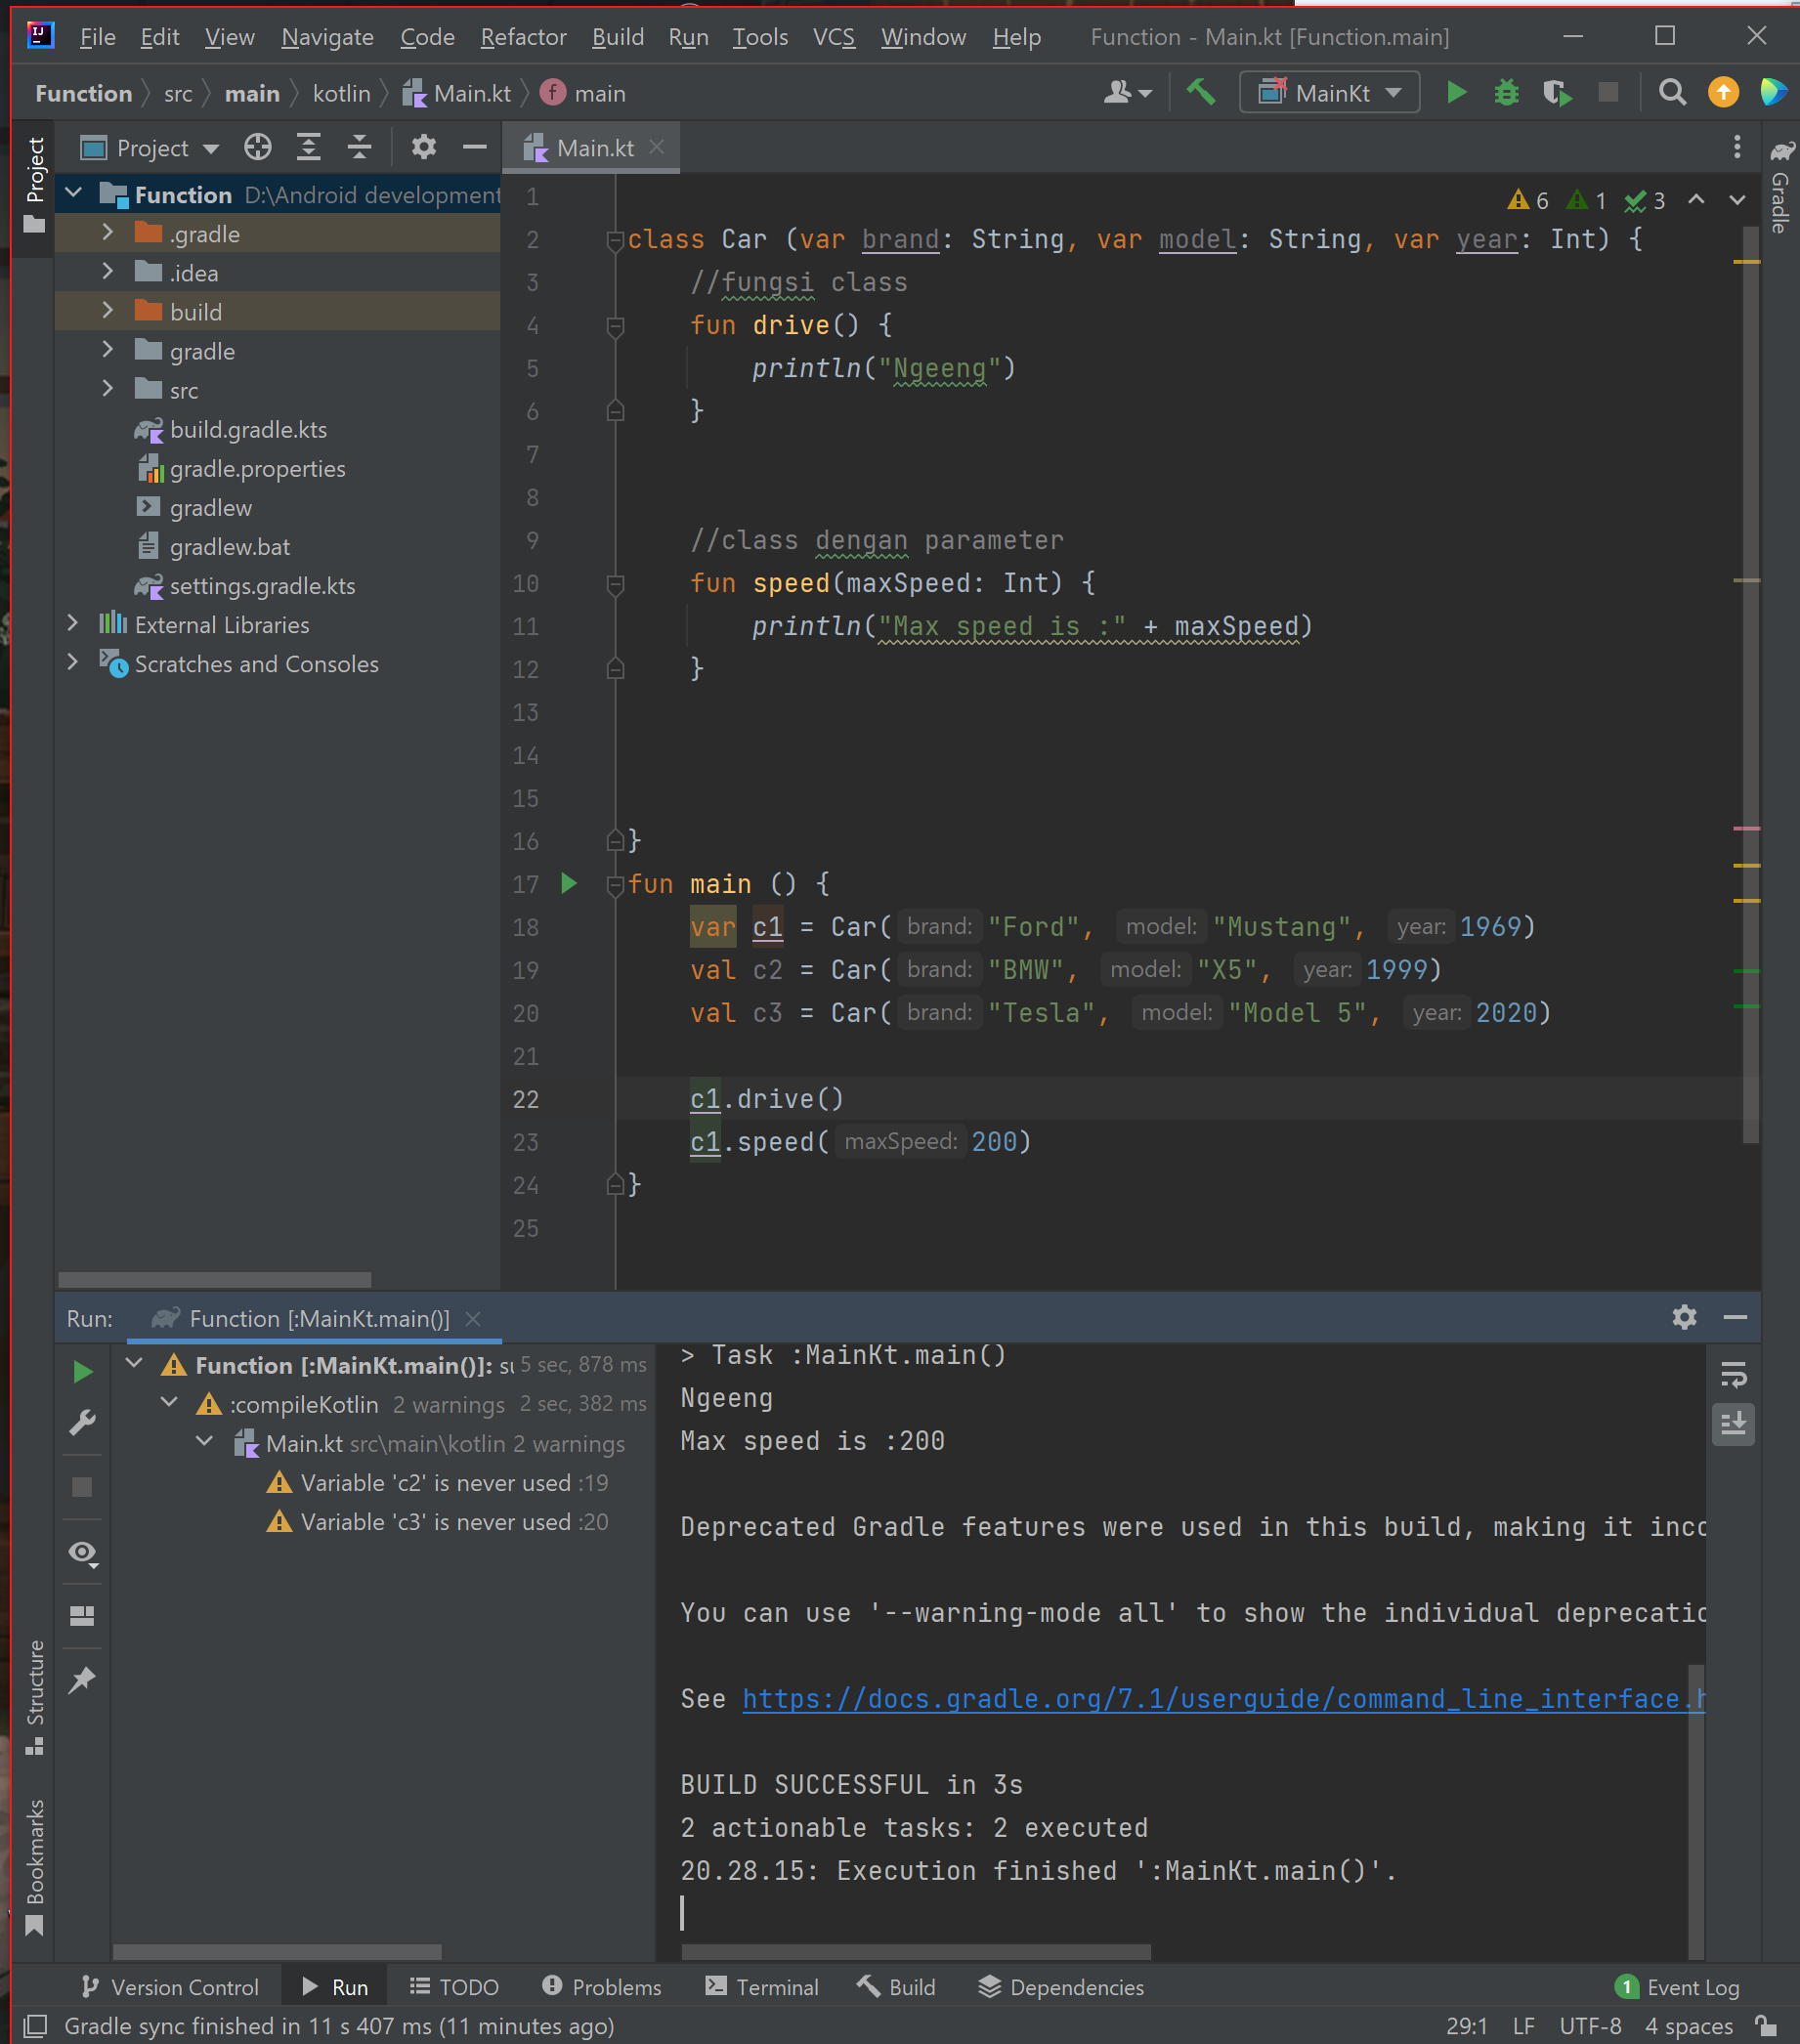 File Edit View Navigate Code Refactor Build Run Tools VCS Window Help Function - Main.kt [Function.main]
Function src main kotlin Main.kt main MainKt
Project Main.kt
Project
Gradle
Function D:\Android development
.gradle
.idea
build
gradle
src
build.gradle.kts
gradle.properties
gradlew
gradlew.bat
settings.gradle.kts
External Libraries
Scratches and Consoles
6 1 3
1
2 class Car (var brand: String, var model: String, var year: Int) {
3 //fungsi class
4 fun drive() {
5 println("Ngeeng")
6 }
7
8
9 //class dengan parameter
10 fun speed(maxSpeed: Int) {
11 println("Max speed is :" + maxSpeed)
12 }
13
14
15
16 }
17 fun main () {
18 var c1 = Car( brand: "Ford", model: "Mustang", year: 1969)
19 val c2 = Car( brand: "BMW", model: "X5", year: 1999)
20 val c3 = Car( brand: "Tesla", model: "Model 5", year: 2020)
21
22 c1.drive()
23 c1.speed( maxSpeed: 200)
24 }
25
Run: Function [:MainKt.main()]
Function [:MainKt.main()]: su 5 sec, 878 ms
:compileKotlin 2 warnings 2 sec, 382 ms
Main.kt src\main\kotlin 2 warnings
Variable 'c2' is never used :19
Variable 'c3' is never used :20
> Task :MainKt.main()
Ngeeng
Max speed is :200
Deprecated Gradle features were used in this build, making it inco
You can use '--warning-mode all' to show the individual deprecatio
See https://docs.gradle.org/7.1/userguide/command_line_interface.h
BUILD SUCCESSFUL in 3s
2 actionable tasks: 2 executed
20.28.15: Execution finished ':MainKt.main()'.
Structure
Bookmarks
Version Control Run TODO Problems Terminal Build Dependencies 1 Event Log
Gradle sync finished in 11 s 407 ms (11 minutes ago) 29:1 LF UTF-8 4 spaces